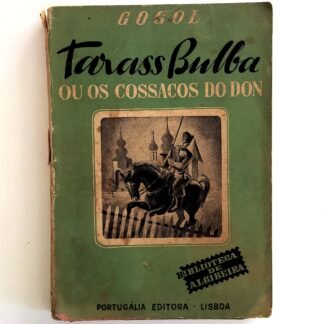 GOGOL
Tarass Bulba
OU OS COSSACOS DO DON
BIBLIOTECA
DE
ALGIBEIRA
PORTUGÁLIA EDITORA · LISBOA